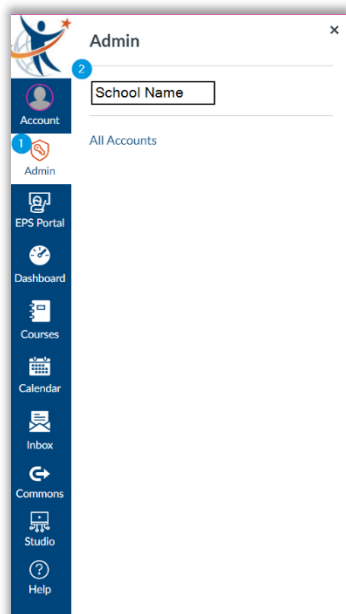 Admin
×
2
School Name
All Accounts
Account
1
Admin
EPS Portal
Dashboard
Courses
Calendar
Inbox
Commons
Studio
Help